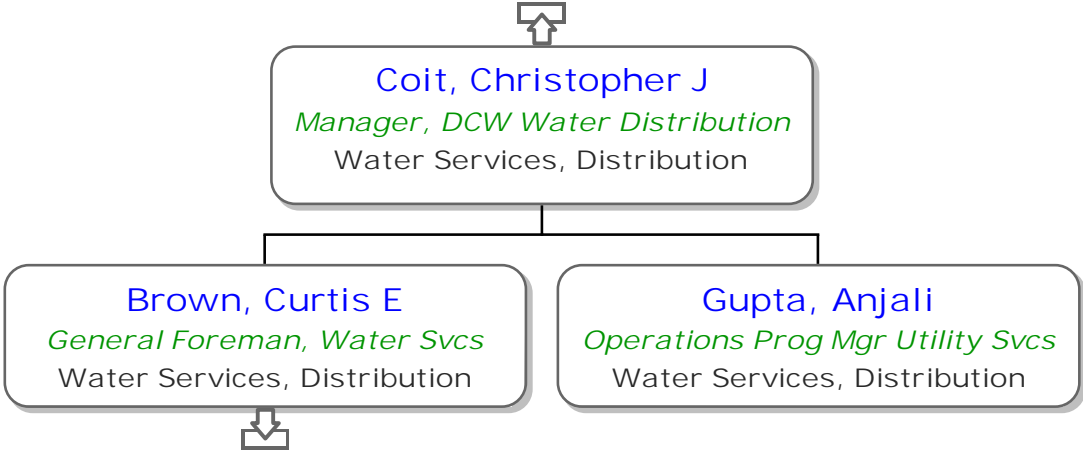 Coit, Christopher J
Manager, DCW Water Distribution
Water Services, Distribution
Brown, Curtis E
General Foreman, Water Svcs
Water Services, Distribution
Gupta, Anjali
Operations Prog Mgr Utility Svcs
Water Services, Distribution